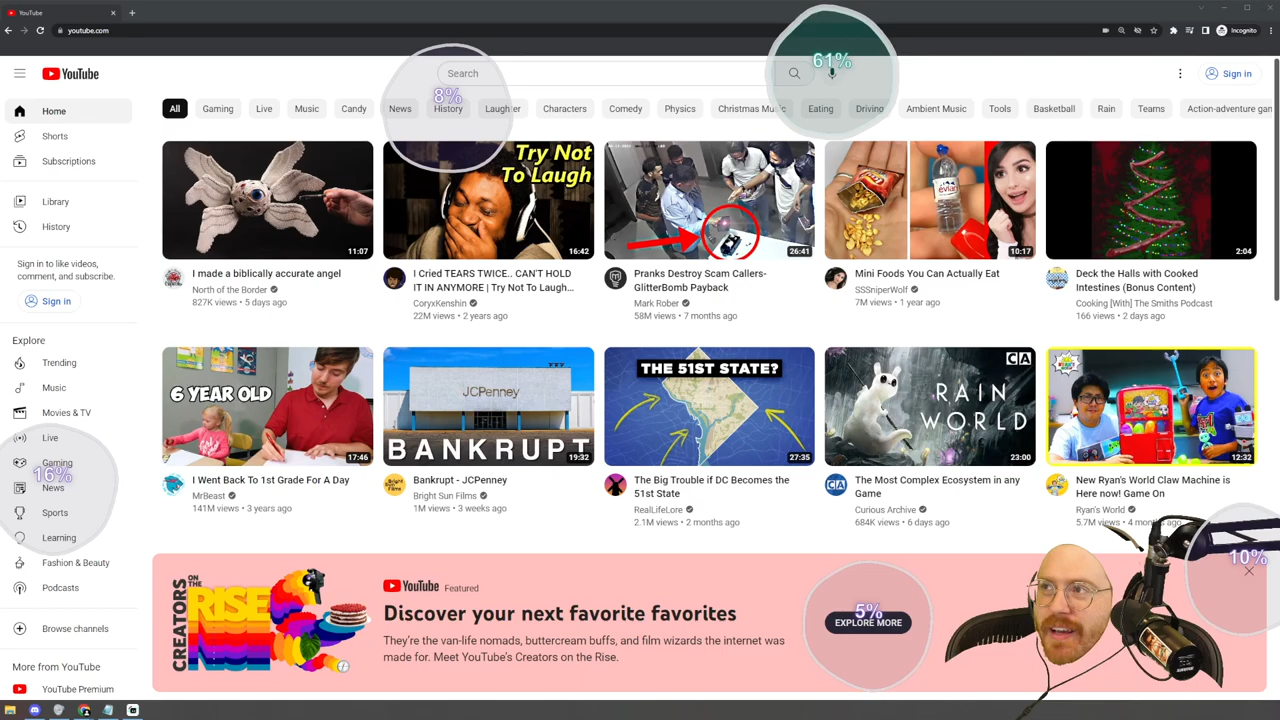 YouTube
youtube.com
Incognito
YouTube
Search
Sign in
61%
8%
All
Gaming
Live
Music
Candy
News
History
Laughter
Characters
Comedy
Physics
Christmas Music
Eating
Driving
Ambient Music
Tools
Basketball
Rain
Teams
Action-adventure gam
Home
Shorts
Subscriptions
Library
History
Sign in to like videos,
comment, and subscribe.
Sign in
Explore
Trending
Music
Movies & TV
Live
Gaming
16%
News
Sports
Learning
Fashion & Beauty
Podcasts
Browse channels
More from YouTube
YouTube Premium
11:07
I made a biblically accurate angel
North of the Border
827K views • 5 days ago
Try Not
To Laugh
16:42
I Cried TEARS TWICE.. CAN'T HOLD
IT IN ANYMORE | Try Not To Laugh...
CoryxKenshin
22M views • 2 years ago
26:41
Pranks Destroy Scam Callers-
GlitterBomb Payback
Mark Rober
58M views • 7 months ago
evian
10:17
Mini Foods You Can Actually Eat
SSSniperWolf
7M views • 1 year ago
2:04
Deck the Halls with Cooked
Intestines (Bonus Content)
Cooking [With] The Smiths Podcast
166 views • 2 days ago
6 YEAR OLD
17:46
I Went Back To 1st Grade For A Day
MrBeast
141M views • 3 years ago
JCPenney
BANKRUPT
19:32
Bankrupt - JCPenney
Bright Sun Films
1M views • 3 weeks ago
THE 51ST STATE?
27:35
The Big Trouble if DC Becomes the
51st State
RealLifeLore
2.1M views • 2 months ago
CA
RAIN
WORLD
23:00
The Most Complex Ecosystem in any
Game
CA
Curious Archive
684K views • 6 days ago
12:32
New Ryan's World Claw Machine is
Here now! Game On
Ryan's World
5.7M views • 4 months ago
10%
CREATORS
ON THE
RISE
YouTube
Featured
Discover your next favorite favorites
They're the van-life nomads, buttercream buffs, and film wizards the internet was
made for. Meet YouTube's Creators on the Rise.
5%
EXPLORE MORE
SHURE